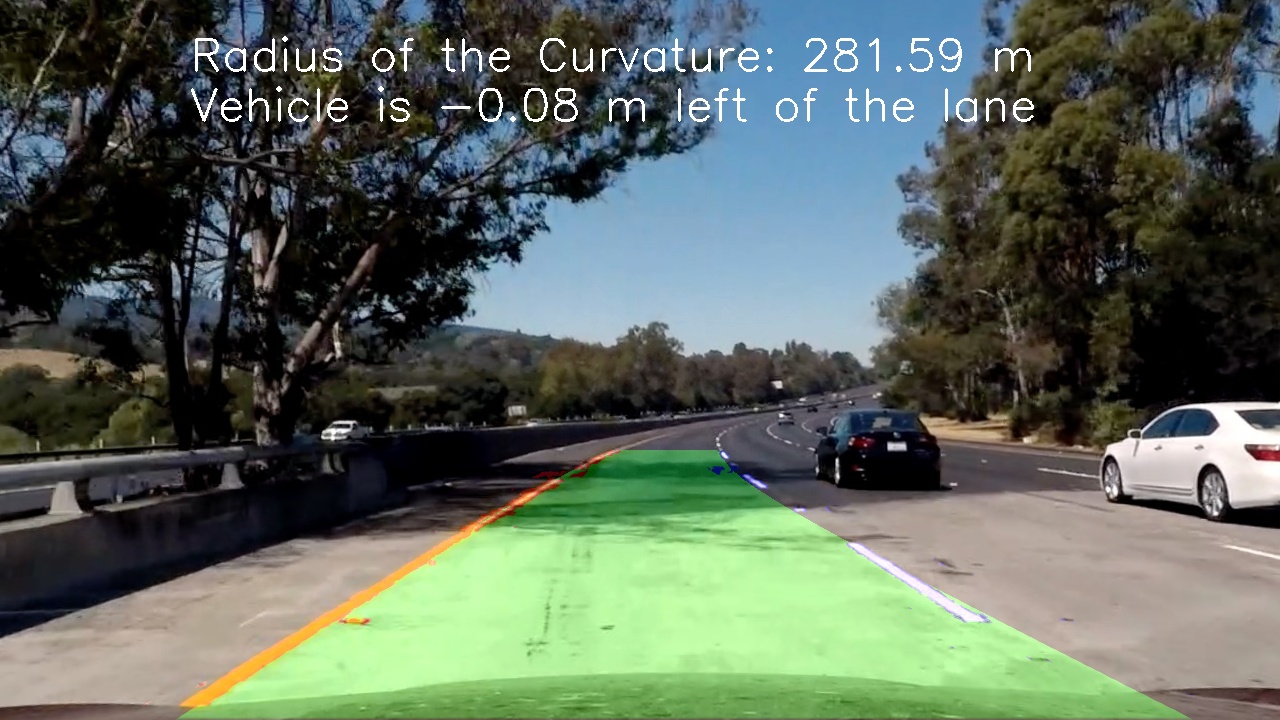 Radius of the Curvature: 281.59 m
Vehicle is -0.08 m left of the lane